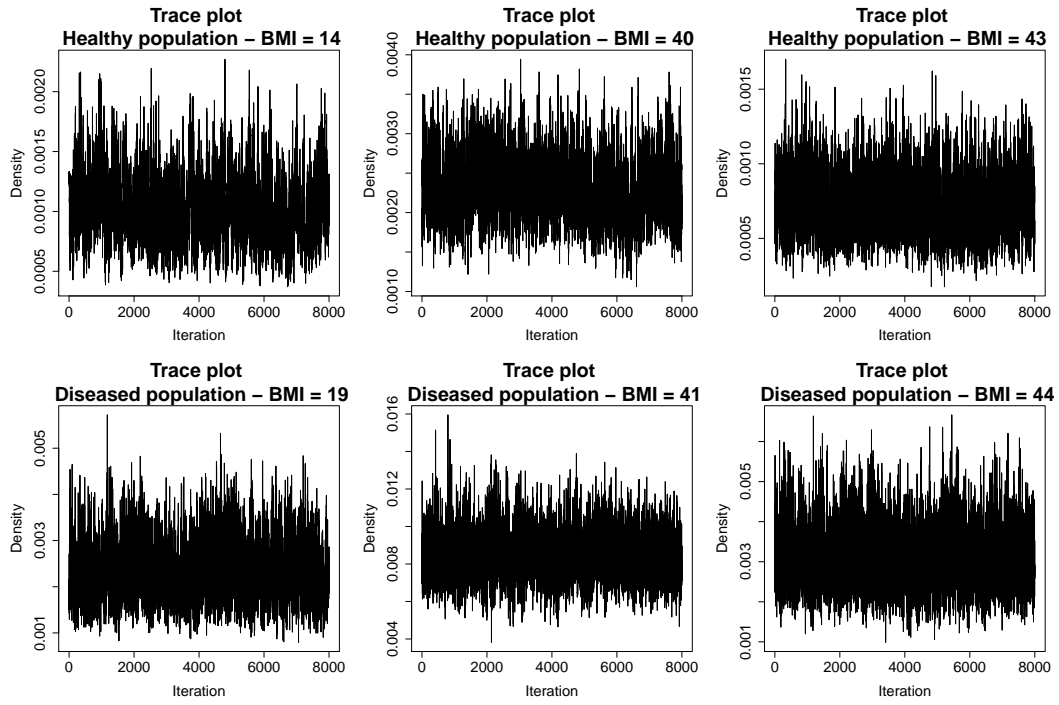 Trace plot
Healthy population – BMI = 14
Density
0.0005 0.0010 0.0015 0.0020
0 2000 4000 6000 8000
Iteration
Trace plot
Healthy population – BMI = 40
Density
0.0010 0.0020 0.0030 0.0040
0 2000 4000 6000 8000
Iteration
Trace plot
Healthy population – BMI = 43
Density
0.0005 0.0010 0.0015
0 2000 4000 6000 8000
Iteration
Trace plot
Diseased population – BMI = 19
Density
0.001 0.003 0.005
0 2000 4000 6000 8000
Iteration
Trace plot
Diseased population – BMI = 41
Density
0.004 0.008 0.012 0.016
0 2000 4000 6000 8000
Iteration
Trace plot
Diseased population – BMI = 44
Density
0.001 0.003 0.005
0 2000 4000 6000 8000
Iteration